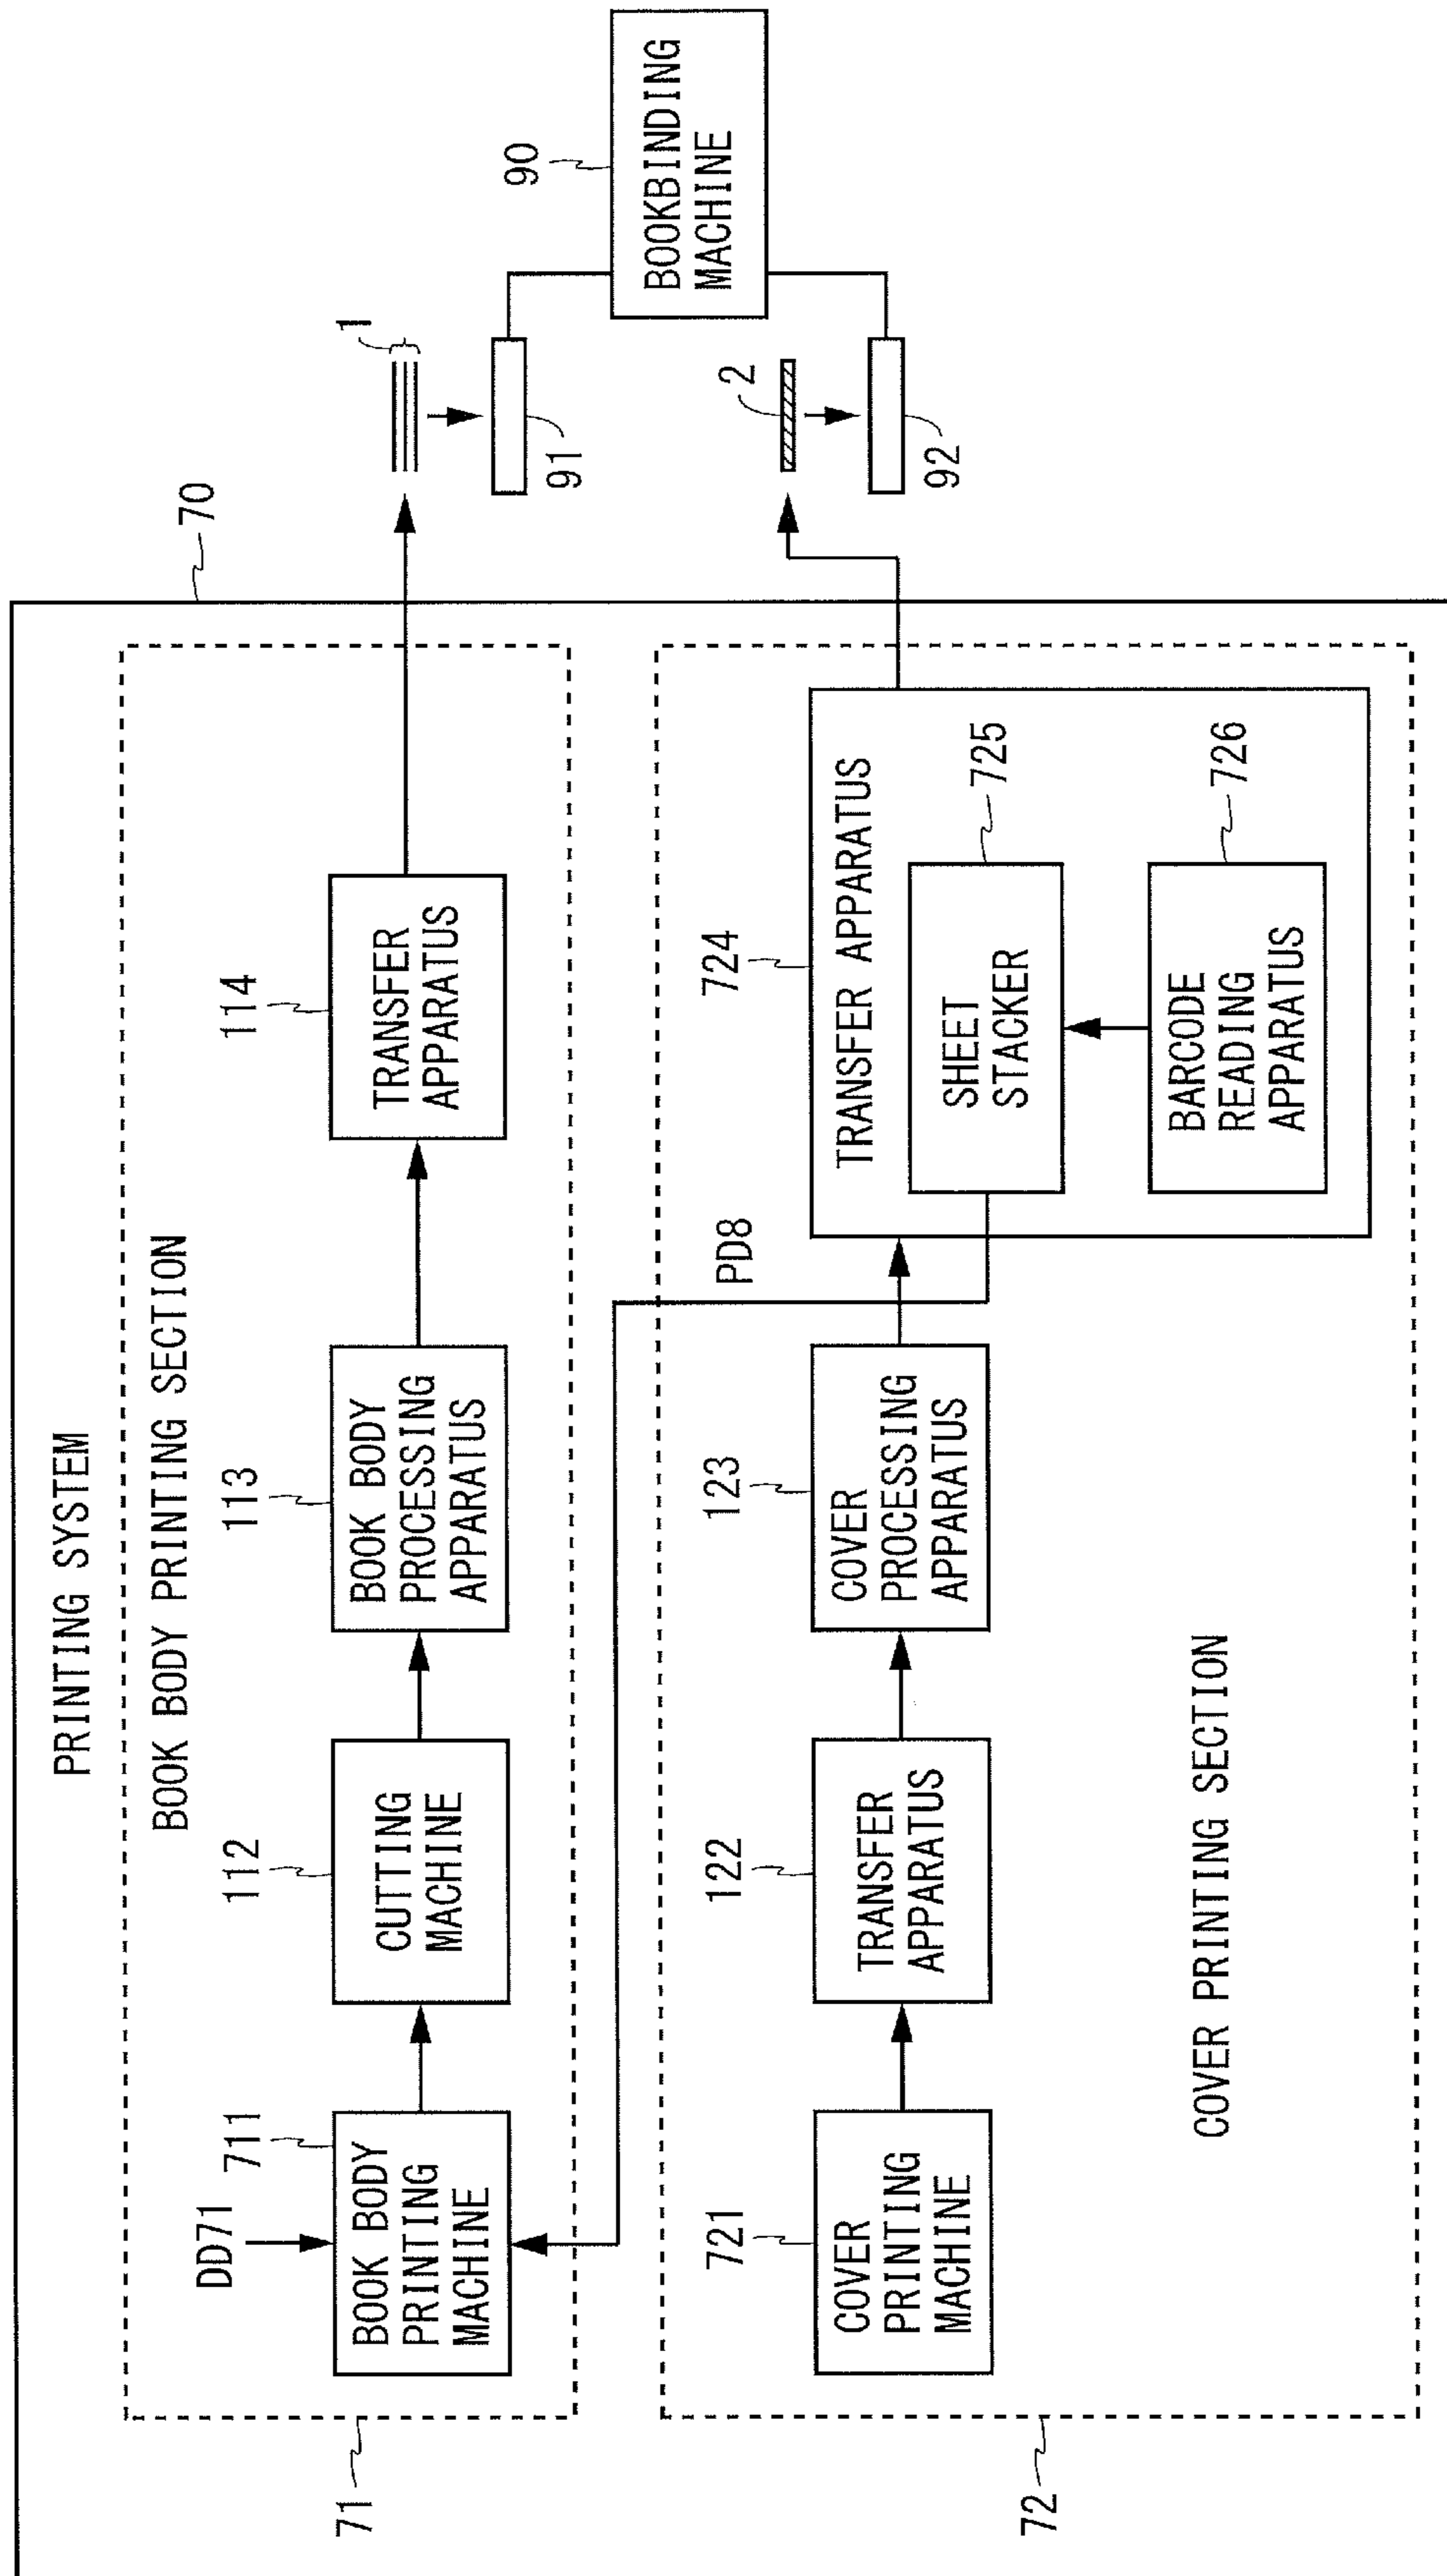 PRINTING SYSTEM
70
BOOK BODY PRINTING SECTION
71
DD71
711
BOOK BODY
PRINTING
MACHINE
112
CUTTING
MACHINE
113
BOOK BODY
PROCESSING
APPARATUS
114
TRANSFER
APPARATUS
1
91
90
BOOKBINDING
MACHINE
2
92
PD8
72
721
COVER
PRINTING
MACHINE
122
TRANSFER
APPARATUS
123
COVER
PROCESSING
APPARATUS
724
TRANSFER APPARATUS
725
SHEET
STACKER
726
BARCODE
READING
APPARATUS
COVER PRINTING SECTION